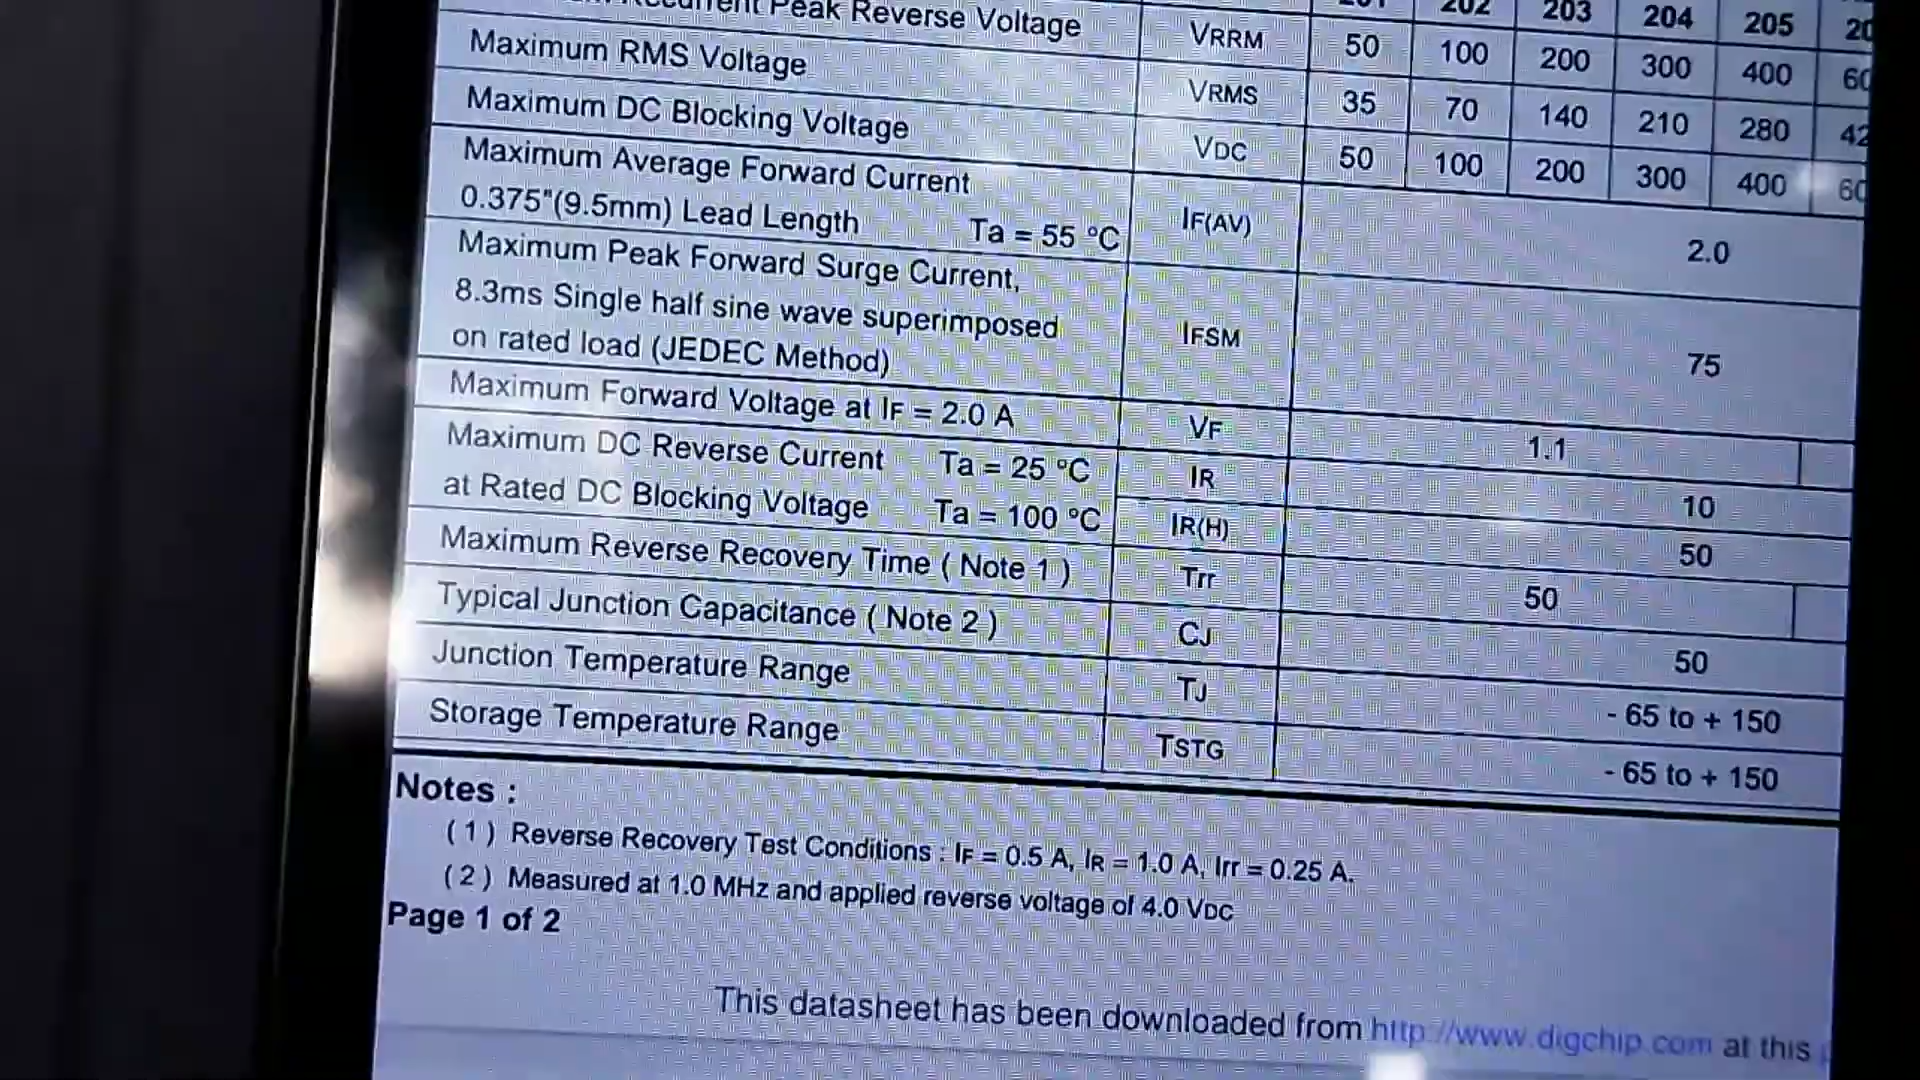 Peak Reverse Voltage VRRM 50 100 200 300 400
202 203 204 205
Maximum RMS Voltage VRMS 35 70 140 210 280
Maximum DC Blocking Voltage VDC 50 100 200 300 400
Maximum Average Forward Current
0.375"(9.5mm) Lead Length Ta = 55 °C IF(AV) 2.0
Maximum Peak Forward Surge Current,
8.3ms Single half sine wave superimposed IFSM 75
on rated load (JEDEC Method)
Maximum Forward Voltage at IF = 2.0 A VF 1.1
Maximum DC Reverse Current Ta = 25 °C IR 10
at Rated DC Blocking Voltage Ta = 100 °C IR(H) 50
Maximum Reverse Recovery Time ( Note 1 ) Trr 50
Typical Junction Capacitance ( Note 2 ) CJ 50
Junction Temperature Range TJ - 65 to + 150
Storage Temperature Range TSTG - 65 to + 150
Notes :
( 1 ) Reverse Recovery Test Conditions : IF = 0.5 A, IR = 1.0 A, Irr = 0.25 A.
( 2 ) Measured at 1.0 MHz and applied reverse voltage of 4.0 VDC
Page 1 of 2
This datasheet has been downloaded from http://www.digchip.com at this